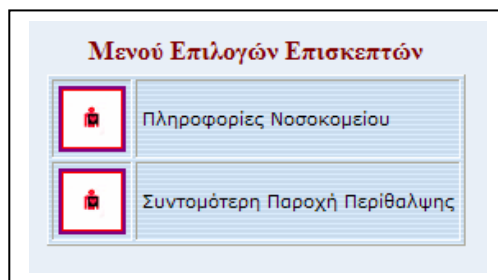 Μενού Επιλογών Επισκεπτών
Πληροφορίες Νοσοκομείου
Συντομότερη Παροχή Περίθαλψης